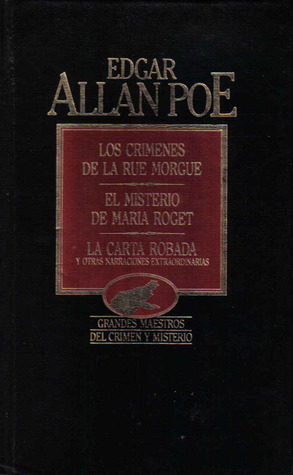 EDGAR
ALLAN POE
LOS CRIMENES
DE LA RUE MORGUE
EL MISTERIO
DE MARIA ROGET
LA CARTA ROBADA
Y OTRAS NARRACIONES EXTRAORDINARIAS
GRANDES MAESTROS
DEL CRIMEN Y MISTERIO